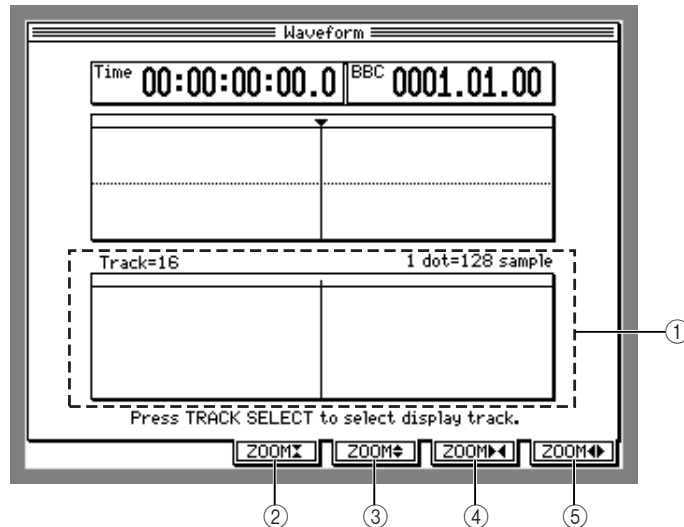 Waveform
Time 00:00:00:00.0 BBC 0001.01.00
Track=16 1 dot=128 sample
①
Press TRACK SELECT to select display track.
ZOOM ZOOM ZOOM ZOOM
② ③ ④ ⑤